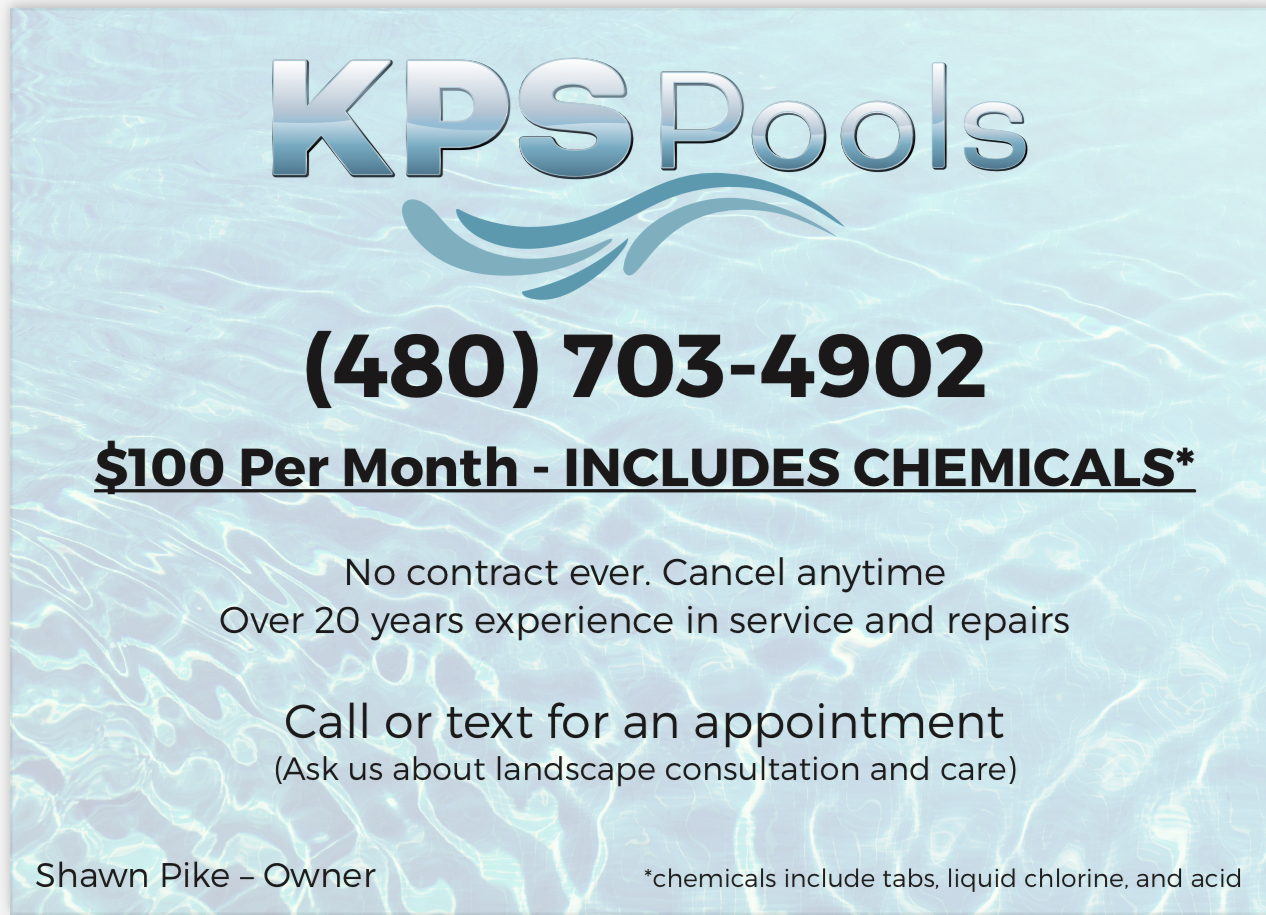 KPS Pools
(480) 703-4902
$100 Per Month - INCLUDES CHEMICALS*
No contract ever. Cancel anytime
Over 20 years experience in service and repairs
Call or text for an appointment
(Ask us about landscape consultation and care)
Shawn Pike – Owner
*chemicals include tabs, liquid chlorine, and acid